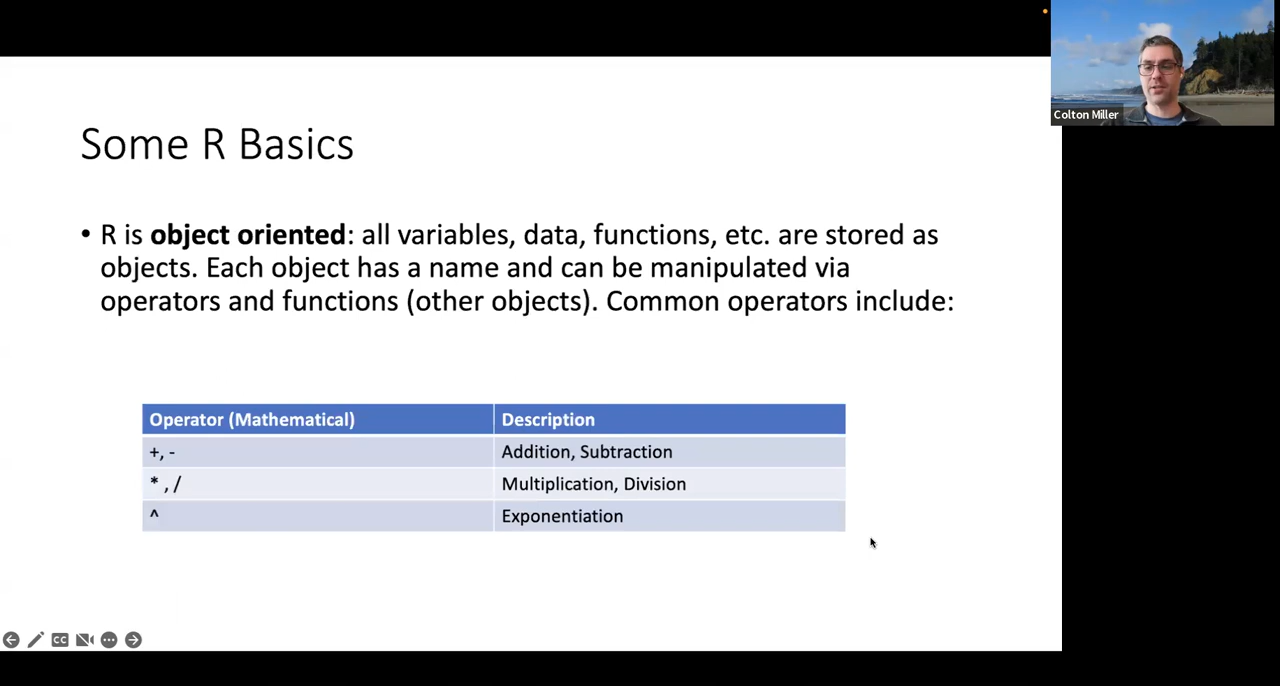 Colton Miller
Some R Basics
• R is object oriented: all variables, data, functions, etc. are stored as
objects. Each object has a name and can be manipulated via
operators and functions (other objects). Common operators include:
Operator (Mathematical) Description
+, - Addition, Subtraction
* , / Multiplication, Division
^ Exponentiation
CC